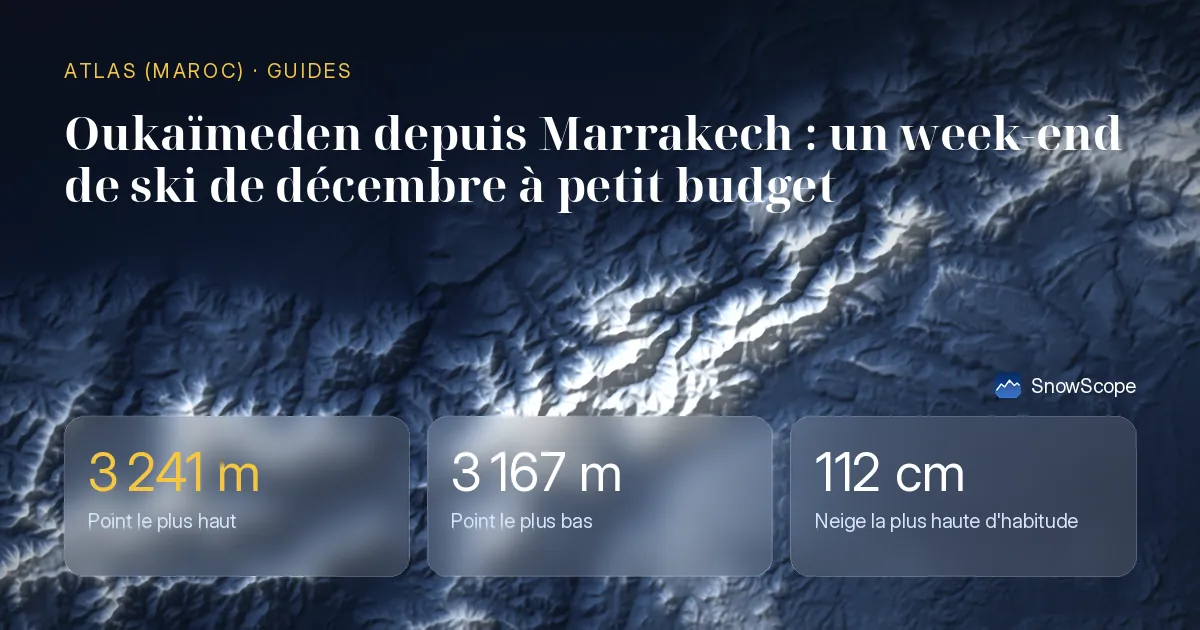 ATLAS (MAROC) · GUIDES
Oukaïmeden depuis Marrakech : un week-end
de ski de décembre à petit budget
SnowScope
3 241 m
Point le plus haut
3 167 m
Point le plus bas
112 cm
Neige la plus haute d'habitude